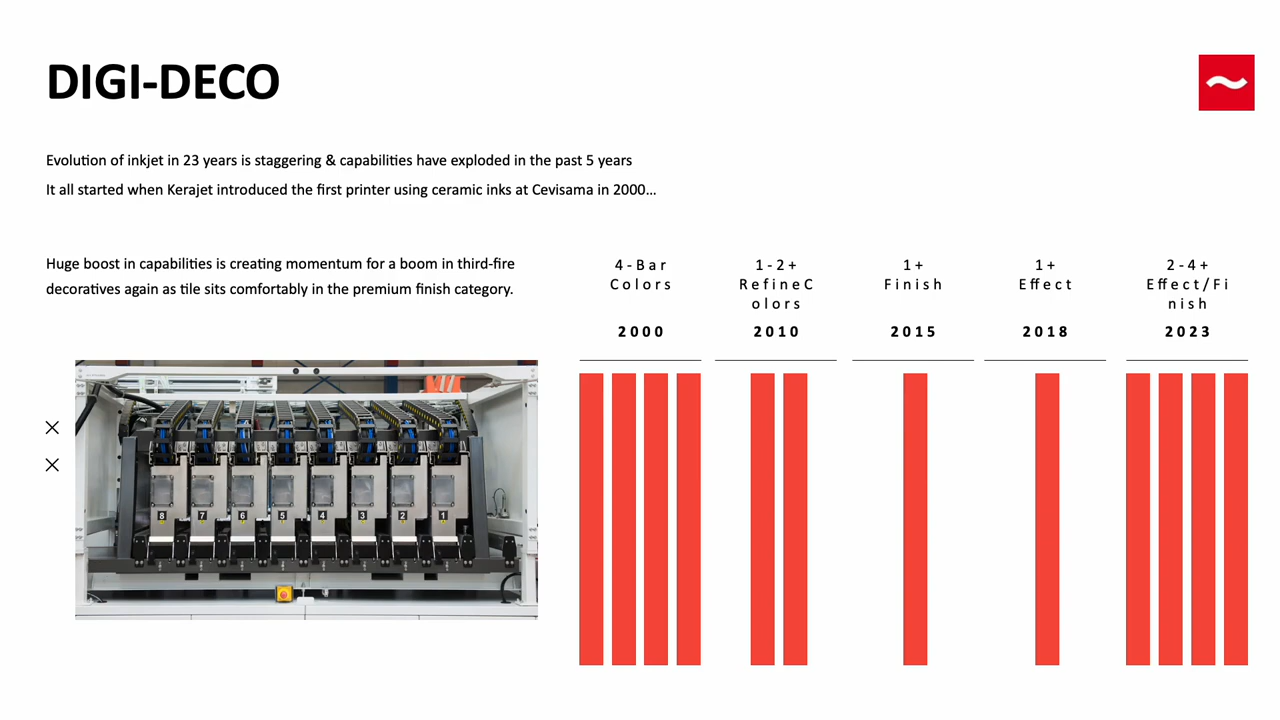 DIGI-DECO
Evolution of inkjet in 23 years is staggering & capabilities have exploded in the past 5 years
It all started when Kerajet introduced the first printer using ceramic inks at Cevisama in 2000...
Huge boost in capabilities is creating momentum for a boom in third-fire
decoratives again as tile sits comfortably in the premium finish category.
4-Bar
Colors
2000
1-2+
RefineC
olors
2010
1+
Finish
2015
1+
Effect
2018
2-4+
Effect/Fi
nish
2023
8 7 6 5 4 3 2 1